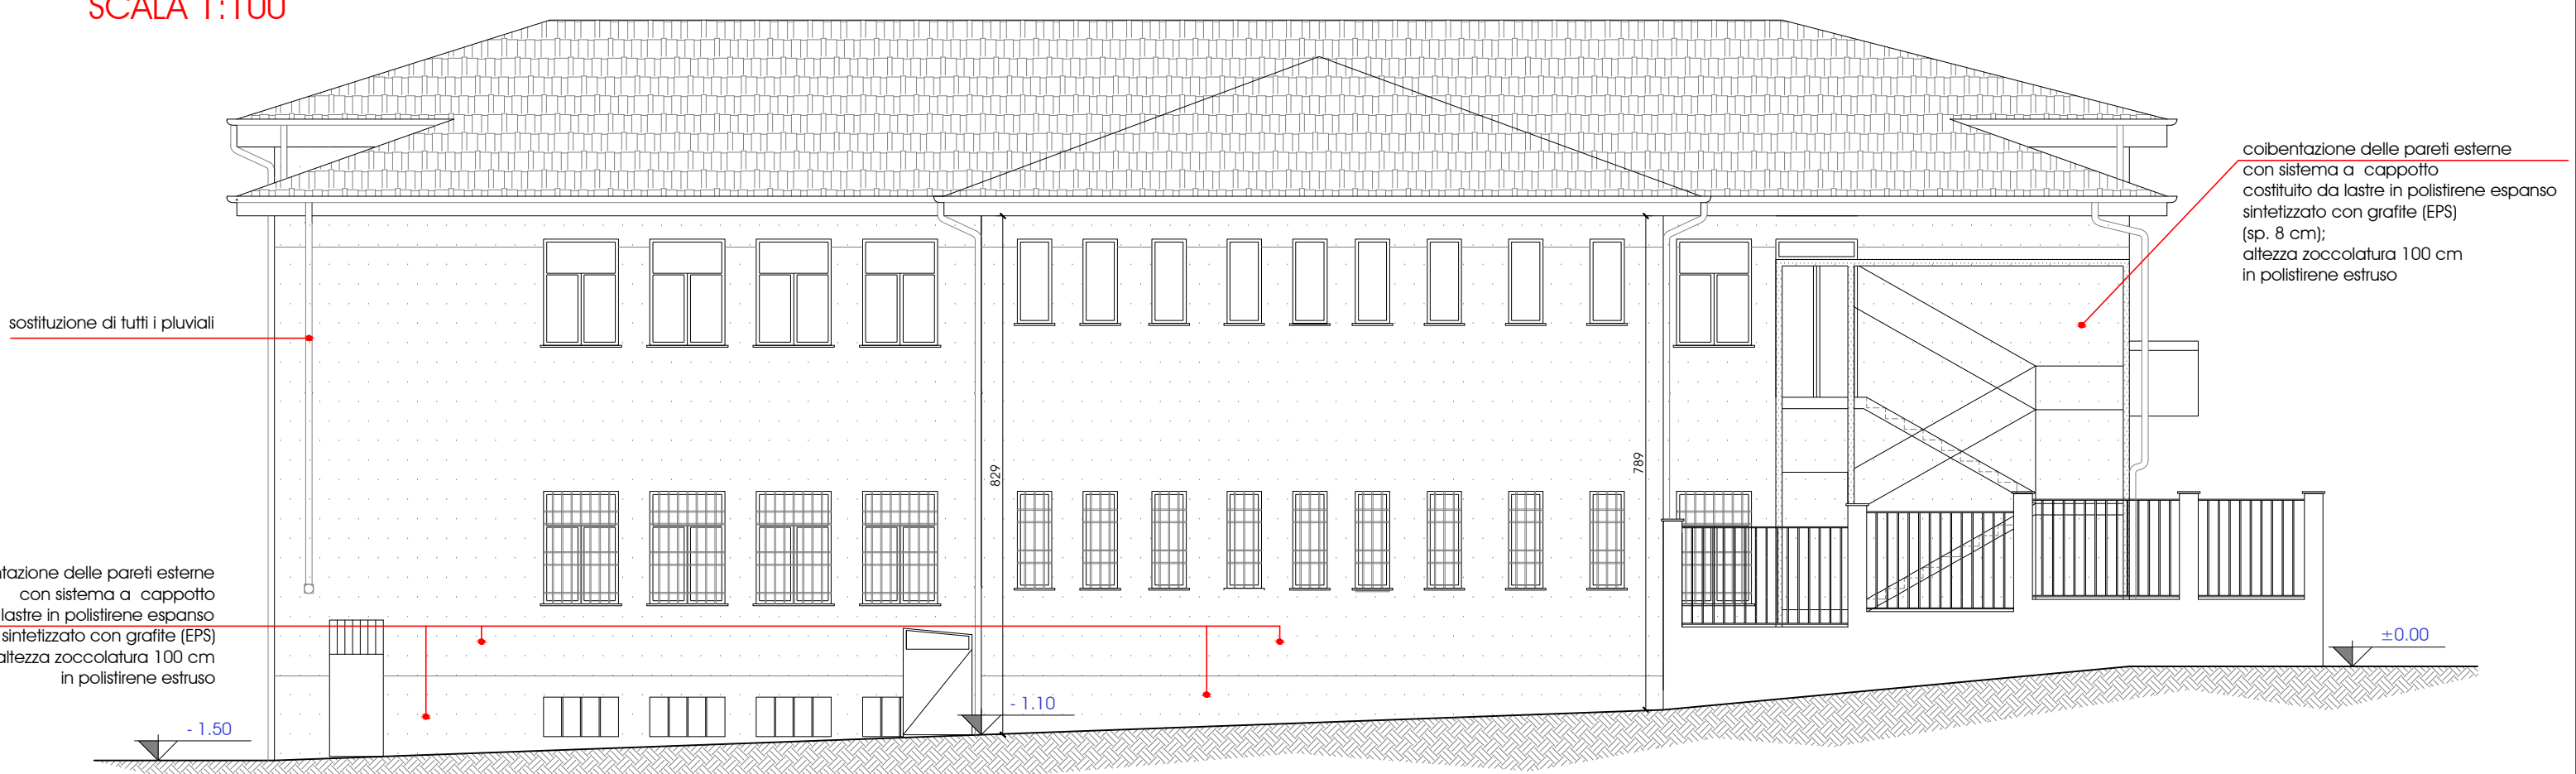 SCALA 1:100
coibentazione delle pareti esterne
con sistema a cappotto
costituito da lastre in polistirene espanso
sintetizzato con grafite (EPS)
(sp. 8 cm);
altezza zoccolatura 100 cm
in polistirene estruso
sostituzione di tutti i pluviali
829
789
delle pareti esterne
con sistema a cappotto
lastre in polistirene espanso
sintetizzato con grafite (EPS)
altezza zoccolatura 100 cm
in polistirene estruso
±0.00
- 1.10
- 1.50